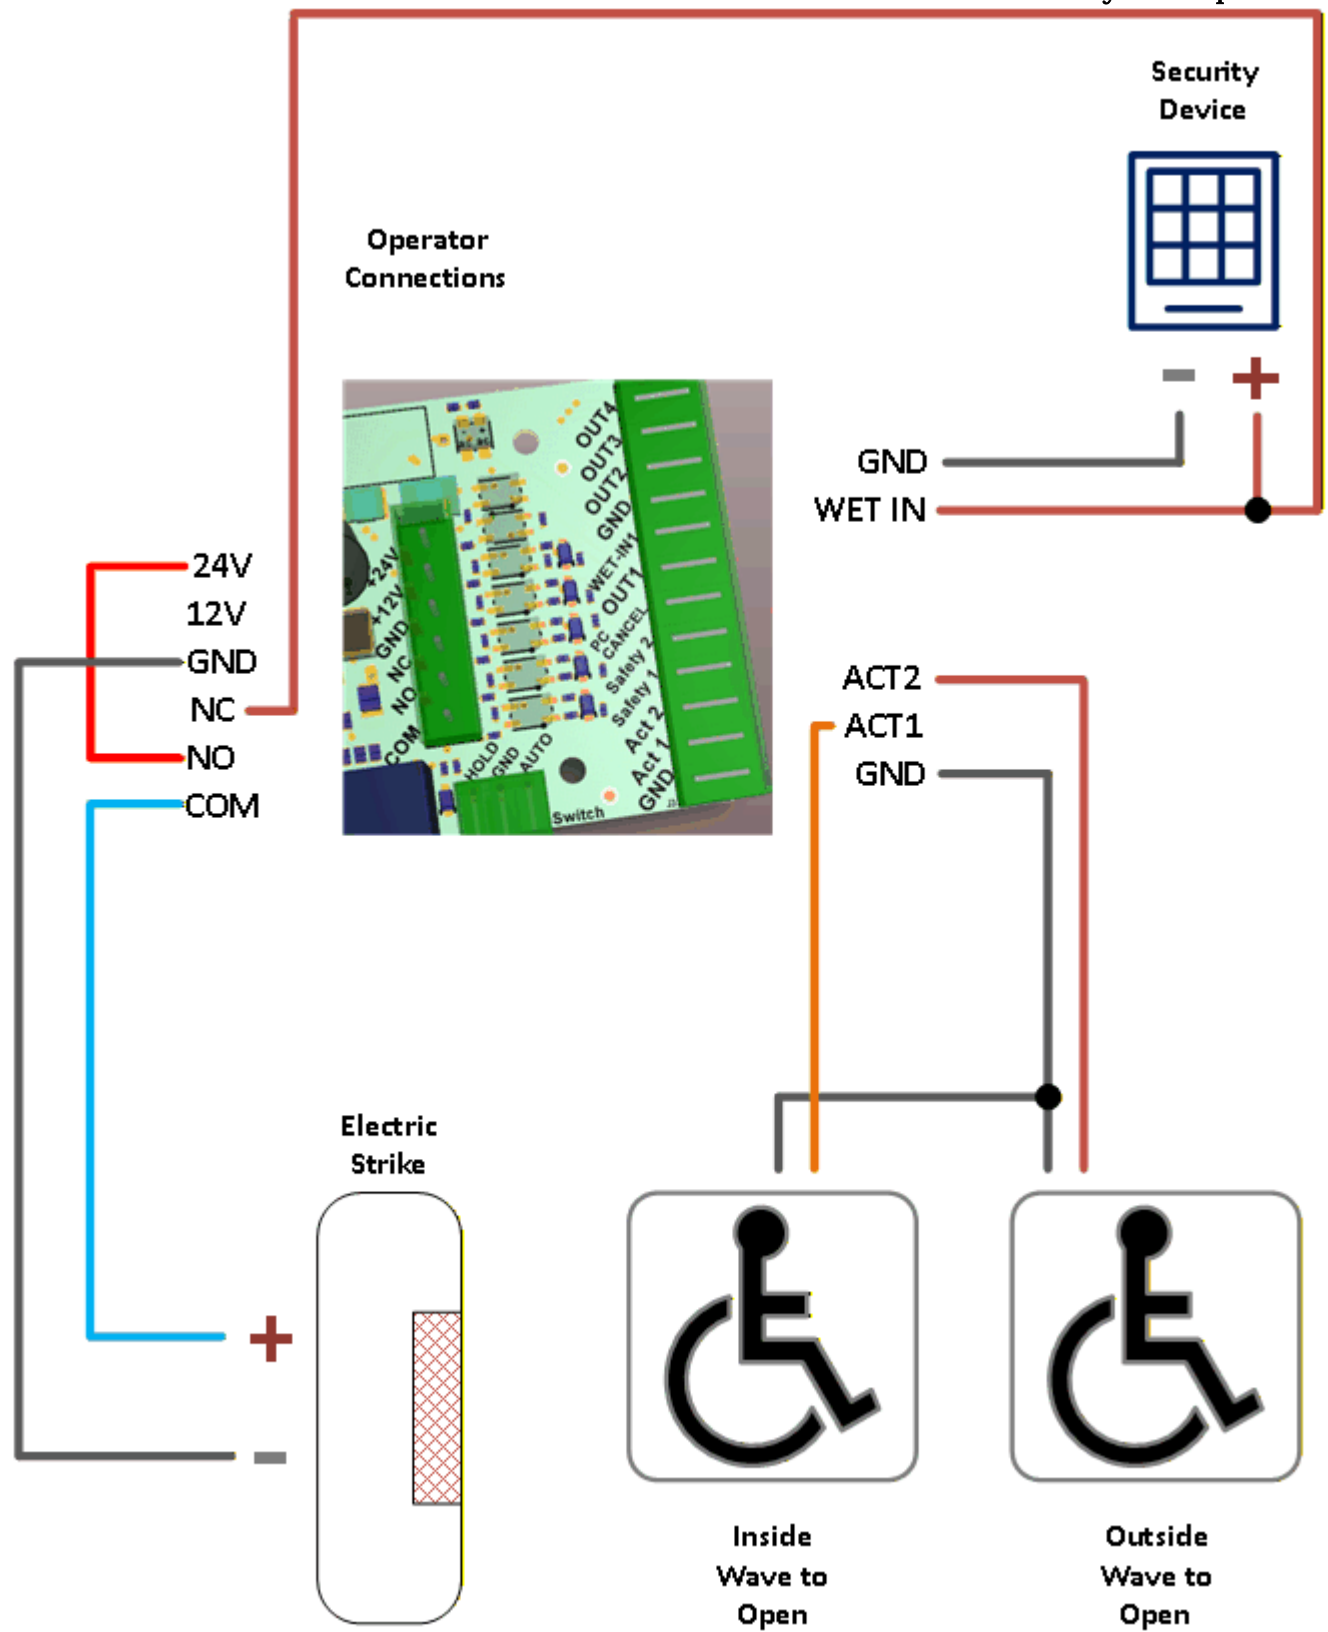 Security
Device
Operator
Connections
- +
GND
WET IN
24V
12V
GND
NC
NO
COM
OUT4
OUT3
OUT2
GND
WET-IN1
OUT1
PC
CANCEL
Safety 2
Safety 1
Act 2
Act 1
GND
+24V
+12V
GND
NC
NO
COM
HOLD
GND
AUTO
Switch
ACT2
ACT1
GND
Electric
Strike
+
-
Inside
Wave to
Open
Outside
Wave to
Open